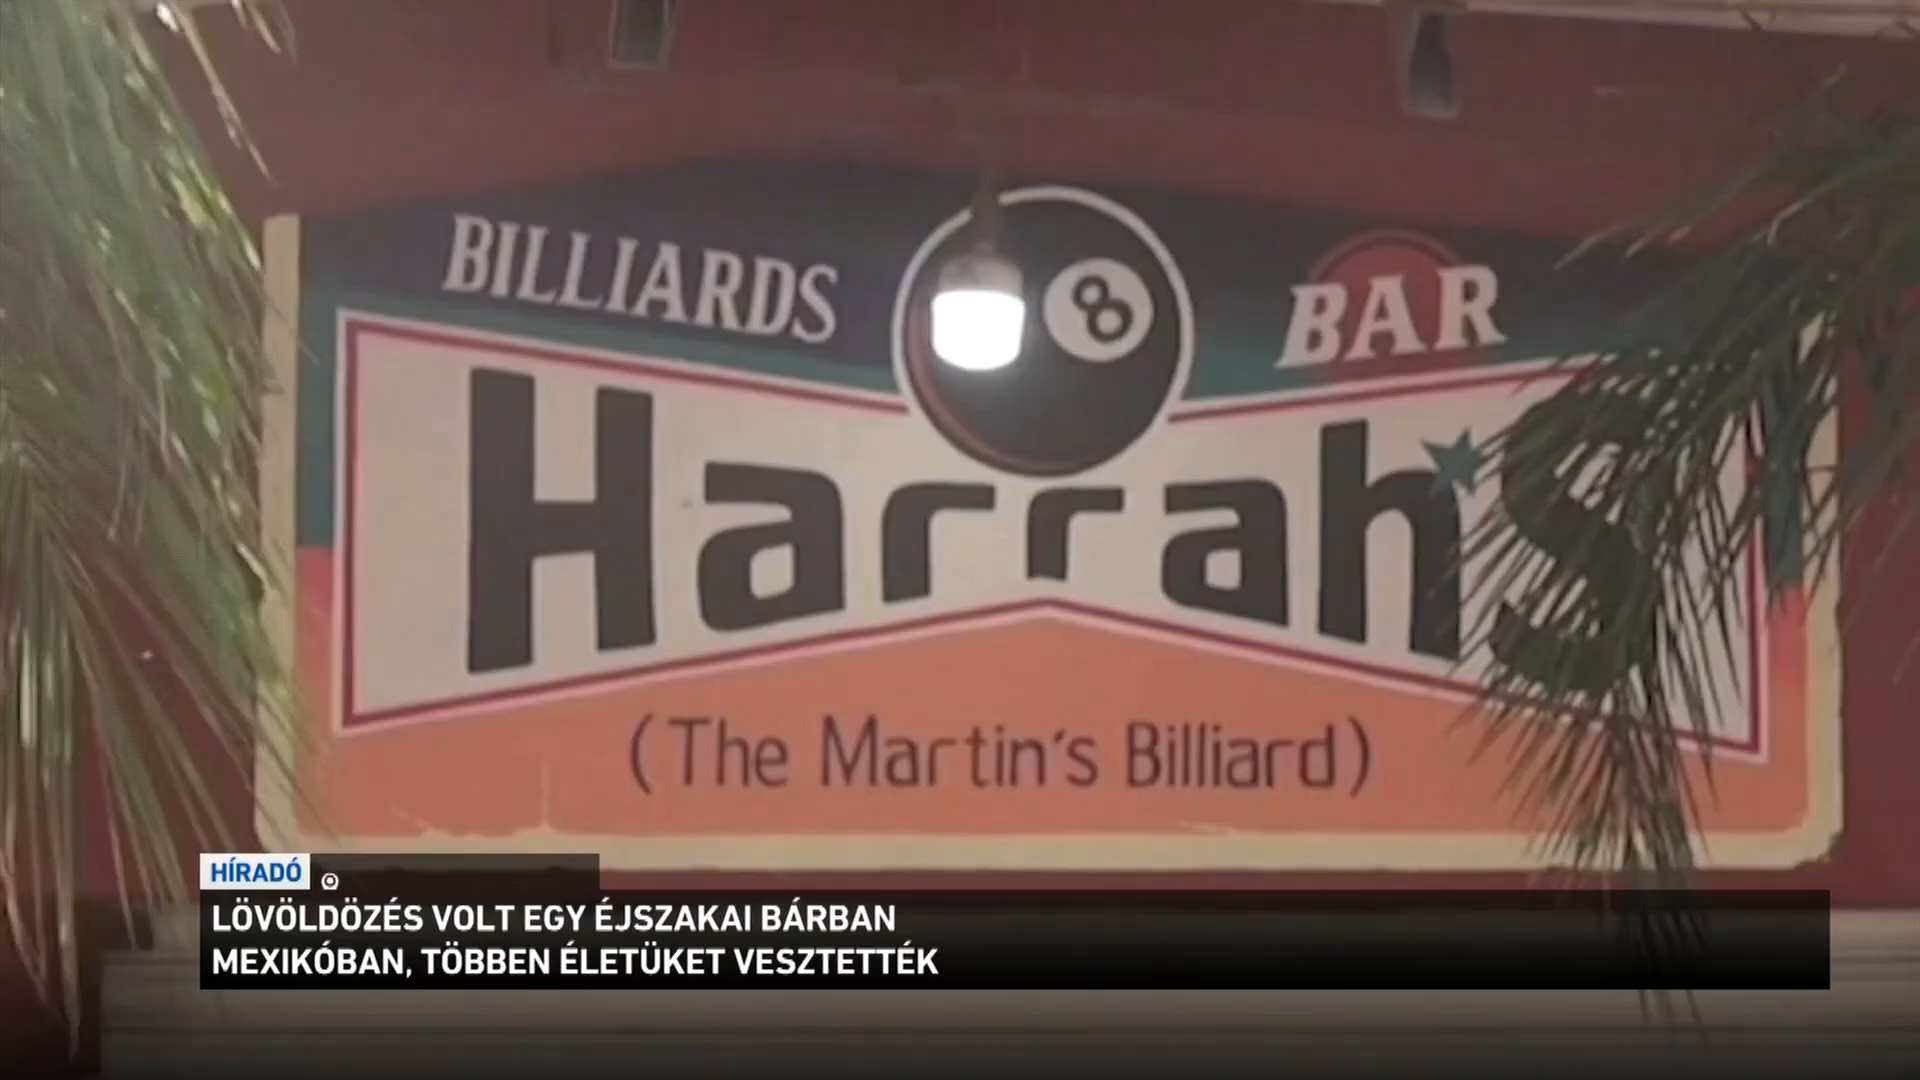 BILLIARDS
8
BAR
Harrah's
(The Martin's Billiard)
HÍRADÓ
LÖVÖLDÖZÉS VOLT EGY ÉJSZAKAI BÁRBAN
MEXIKÓBAN, TÖBBEN ÉLETÜKET VESZTETTÉK